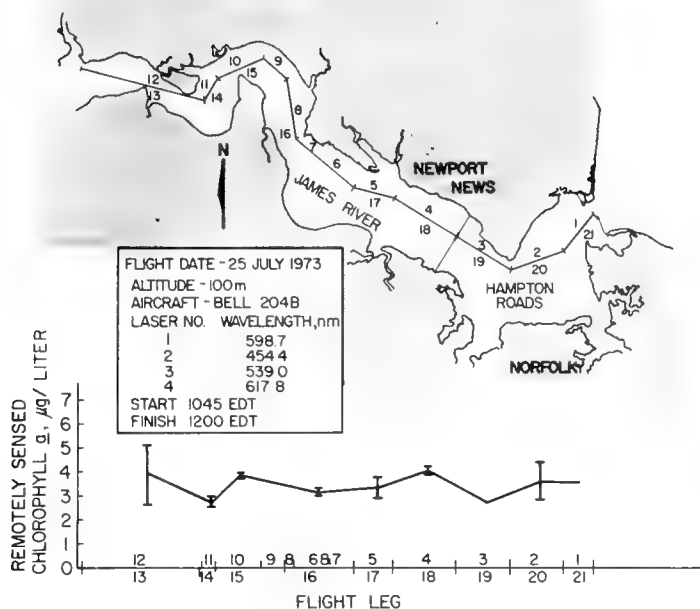 10
9
12
11
15
13
14
8
16
7
N
6
NEWPORT
NEWS
5
JAMES RIVER
17
4
18
1
3
2
21
19
20
HAMPTON
ROADS
NORFOLK
FLIGHT DATE - 25 JULY 1973
ALTITUDE - 100m
AIRCRAFT - BELL 204B
LASER NO. WAVELENGTH, nm
1 598.7
2 454.4
3 539.0
4 617.8
START 1045 EDT
FINISH 1200 EDT
REMOTELY SENSED
CHLOROPHYLL a, μg/ LITER
7
6
5
4
3
2
1
0
12 11 10 9 8 6&7 5 4 3 2 1
13 14 15 16 17 18 19 20 21
FLIGHT LEG